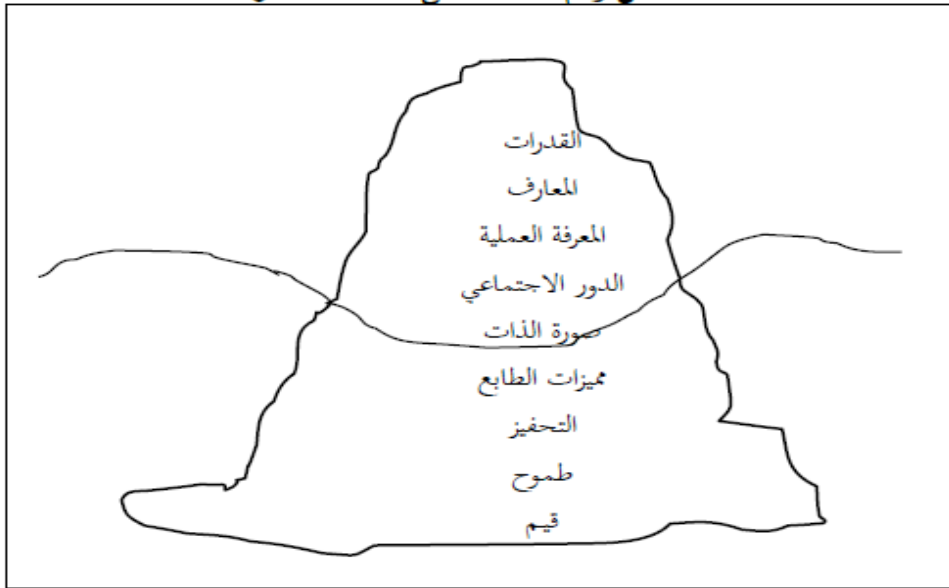 القدرات
المعارف
المعرفة العملية
الدور الاجتماعي
صورة الذات
مميزات الطابع
التحفيز
طموح
قيم